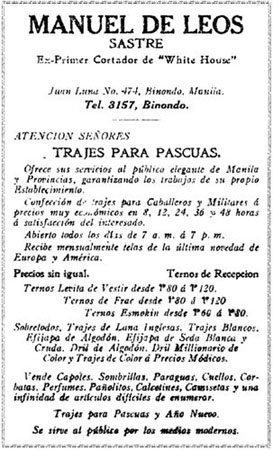 MANUEL DE LEOS
SASTRE
Ex-Primer Cortador de "White House"
Juan Luna No. 474, Binondo, Manila.
Tel. 3157, Binondo.
ATENCION SEÑORES
TRAJES PARA PASCUAS.
Ofrece sus servicios al público elegante de Manila
y Provincias, garantizando los trabajos de su propio
Establecimiento.
Confección de trajes para Caballeros y Militares á
precios muy económicos en 8, 12, 24, 36 y 48 horas
á satisfacción del interesado.
Abierto todos los dias de 7 a.m. á 7 p.m.
Recibe mensualmente telas de la última novedad de
Europa y América.
Precios sin igual. Ternos de Recepcion
Ternos Levita de Vestir desde ₱80 á ₱120.
Ternos de Frac desde ₱80 á ₱120
Ternos Esmokin desde ₱60 á ₱80.
Sobretodos, Trajes de Lana Inglesas, Trajes Blancos.
Efijapa de Algodón, Efijapa de Seda Blanca y
Cruda. Dril de Algodón. Dril Millionario de
Color y Trajes de Color á Precios Módicos.
Vende Capotes, Sombrillas, Paraguas, Cuellos, Cor-
batas, Perfumes, Pañolitos, Calcetines, Camisetas y una
infinidad de artículos difíciles de enumerar.
Trajes para Pascuas y Año Nuevo.
Se sirve al público por los medios modernos.